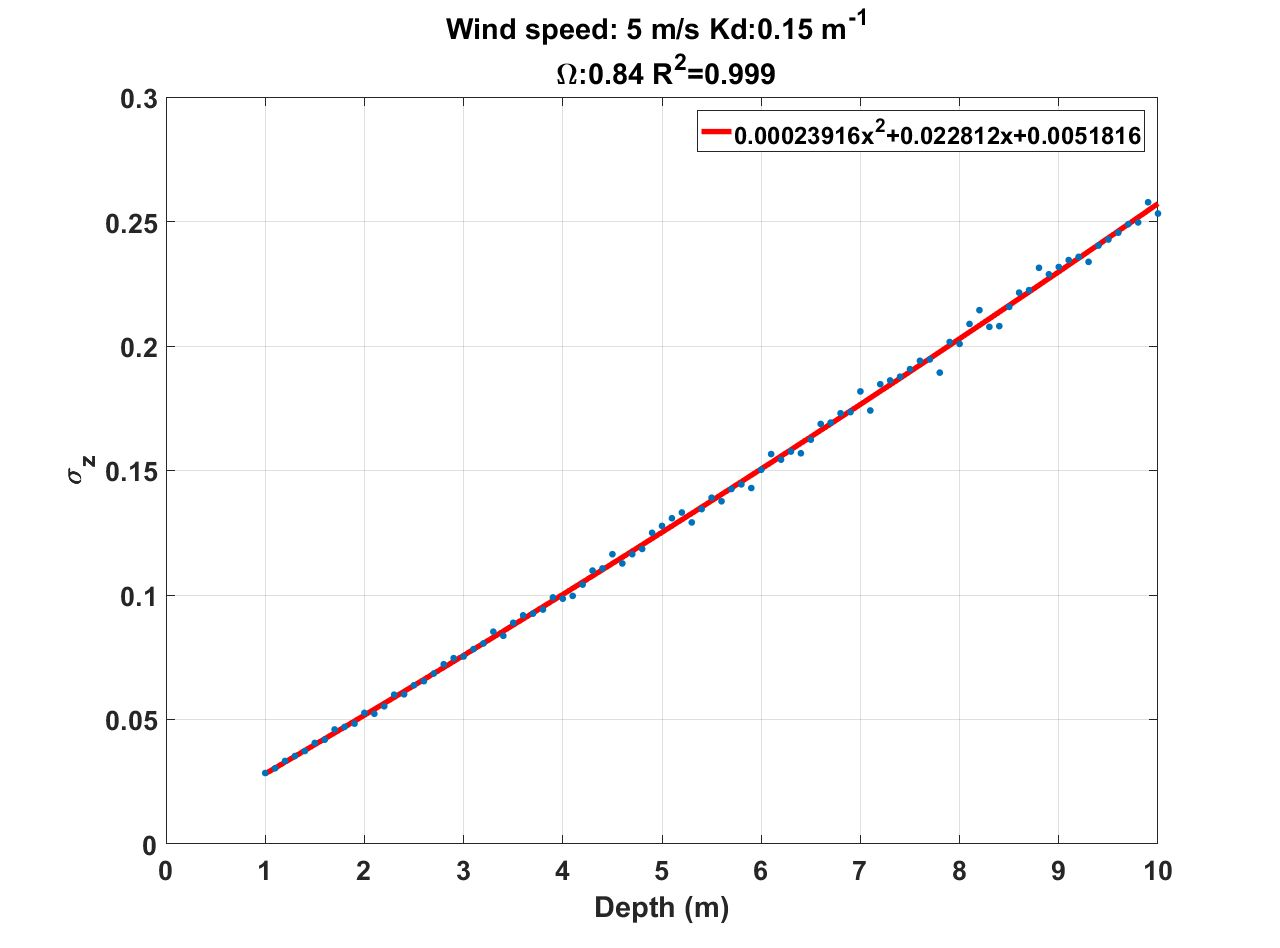 Wind speed: 5 m/s Kd:0.15 m⁻¹
Ω:0.84 R²=0.999
0.00023916x²+0.022812x+0.0051816
0.3
0.25
0.2
0.15
0.1
0.05
0
σz
0 1 2 3 4 5 6 7 8 9 10
Depth (m)